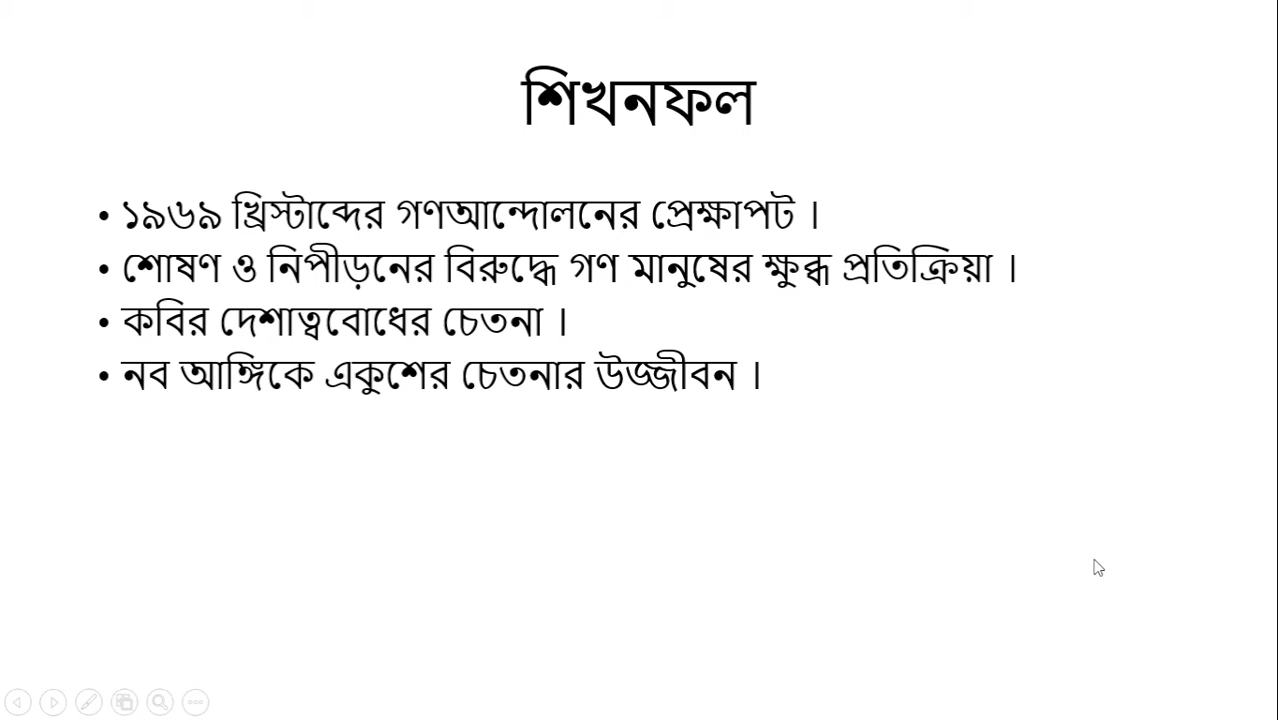 শিখনফল
• ১৯৬৯ খ্রিস্টাব্দের গণআন্দোলনের প্রেক্ষাপট ।
• শোষণ ও নিপীড়নের বিরুদ্ধে গণ মানুষের ক্ষুব্ধ প্রতিক্রিয়া ।
• কবির দেশাত্ববোধের চেতনা ।
• নব আঙ্গিকে একুশের চেতনার উজ্জীবন ।